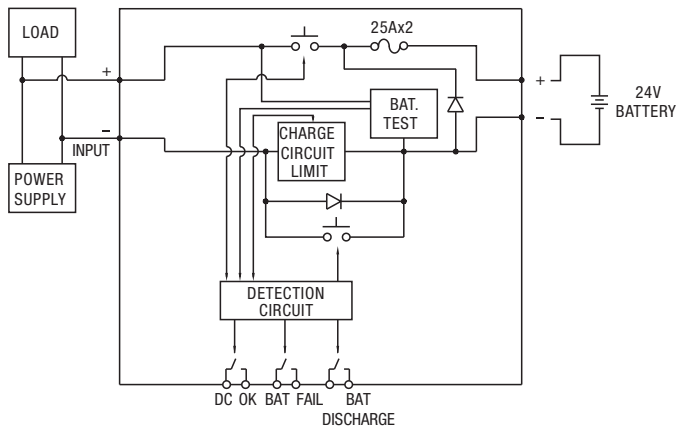 LOAD
25Ax2
+
+
24V
BATTERY
BAT.
TEST
−
−
CHARGE
CIRCUIT
LIMIT
INPUT
POWER
SUPPLY
DETECTION
CIRCUIT
DC OK BAT FAIL BAT
DISCHARGE